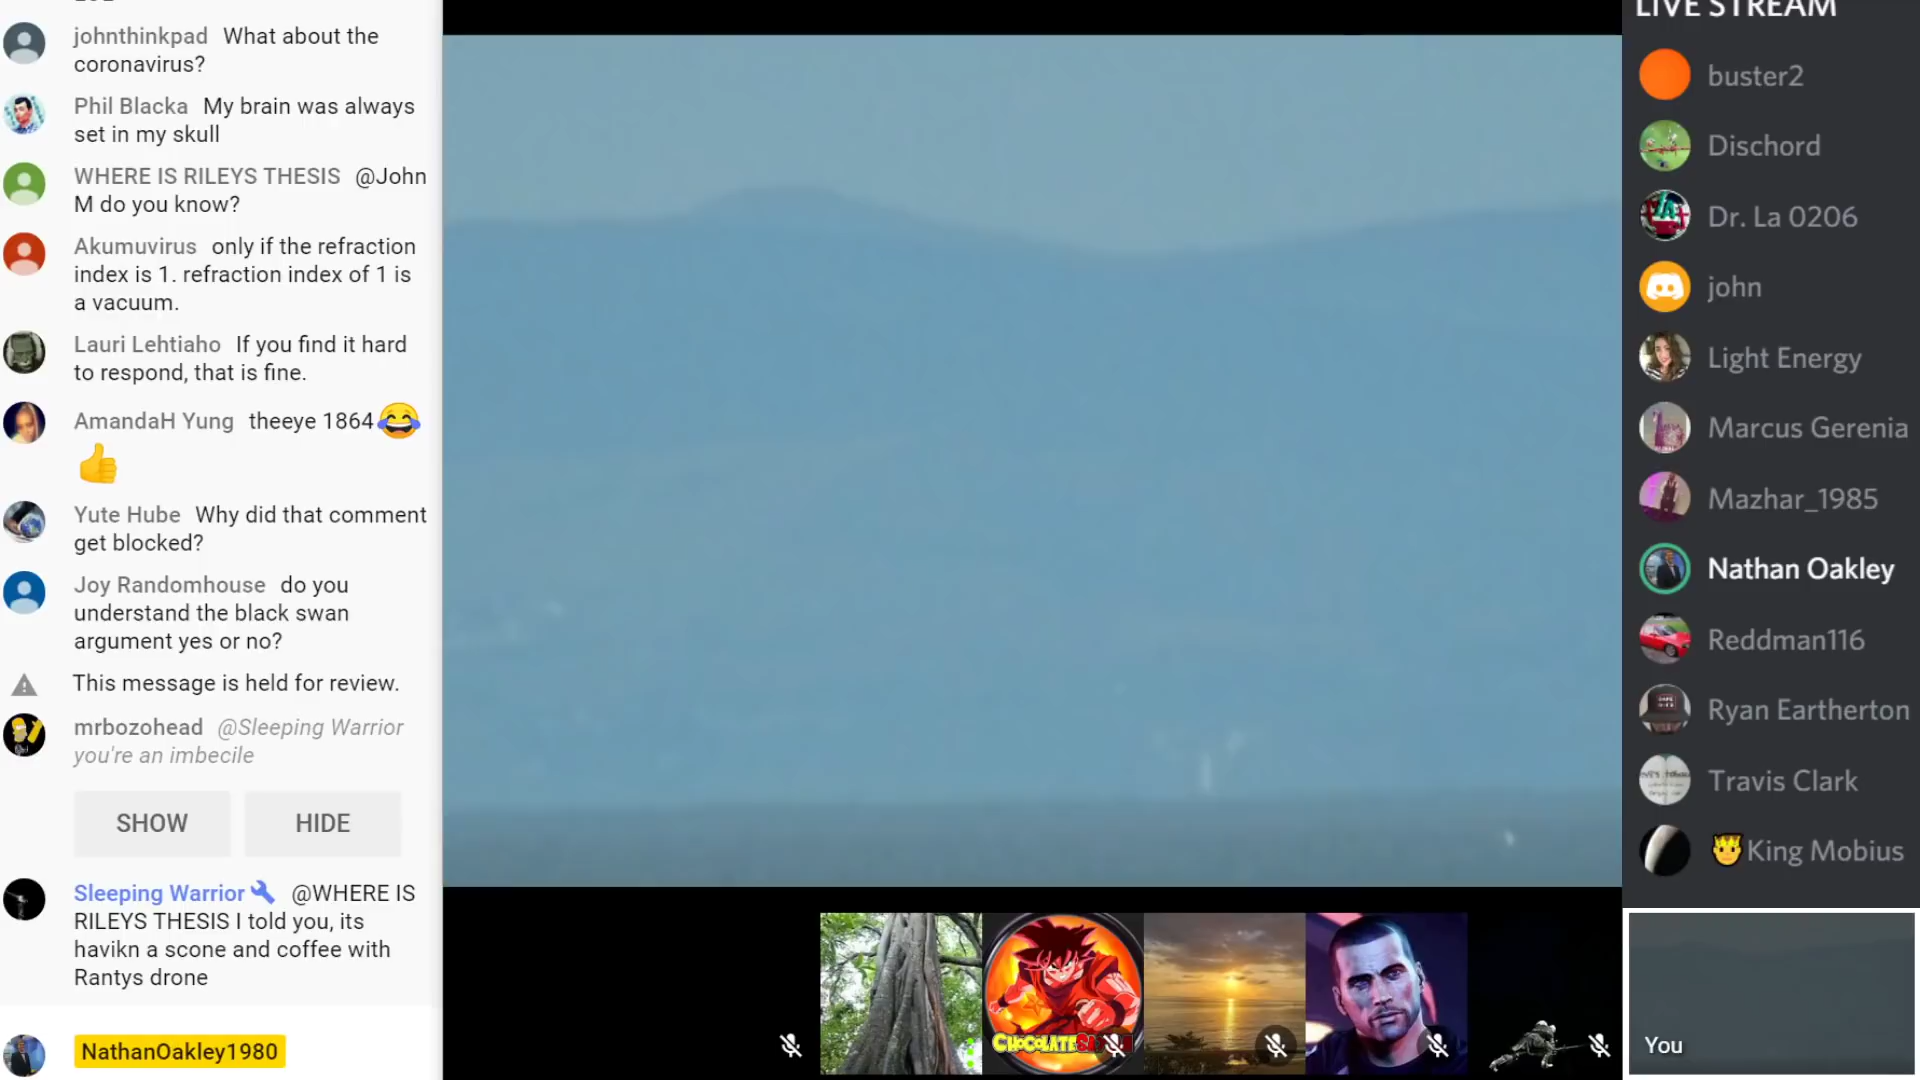 johnthinkpad What about the
coronavirus?
Phil Blacka My brain was always
set in my skull
WHERE IS RILEYS THESIS @John
M do you know?
Akumuvirus only if the refraction
index is 1. refraction index of 1 is
a vacuum.
Lauri Lehtiaho If you find it hard
to respond, that is fine.
AmandaH Yung theeye 1864😂
👍
Yute Hube Why did that comment
get blocked?
Joy Randomhouse do you
understand the black swan
argument yes or no?
This message is held for review.
mrbozohead @Sleeping Warrior
you're an imbecile
SHOW HIDE
Sleeping Warrior @WHERE IS
RILEYS THESIS I told you, its
havikn a scone and coffee with
Rantys drone
NathanOakley1980
CHOCOLATE
LIVE STREAM
buster2
Dischord
Dr. La 0206
john
Light Energy
Marcus Gerenia
Mazhar_1985
Nathan Oakley
Reddman116
Ryan Eartherton
Travis Clark
🤴King Mobius
You